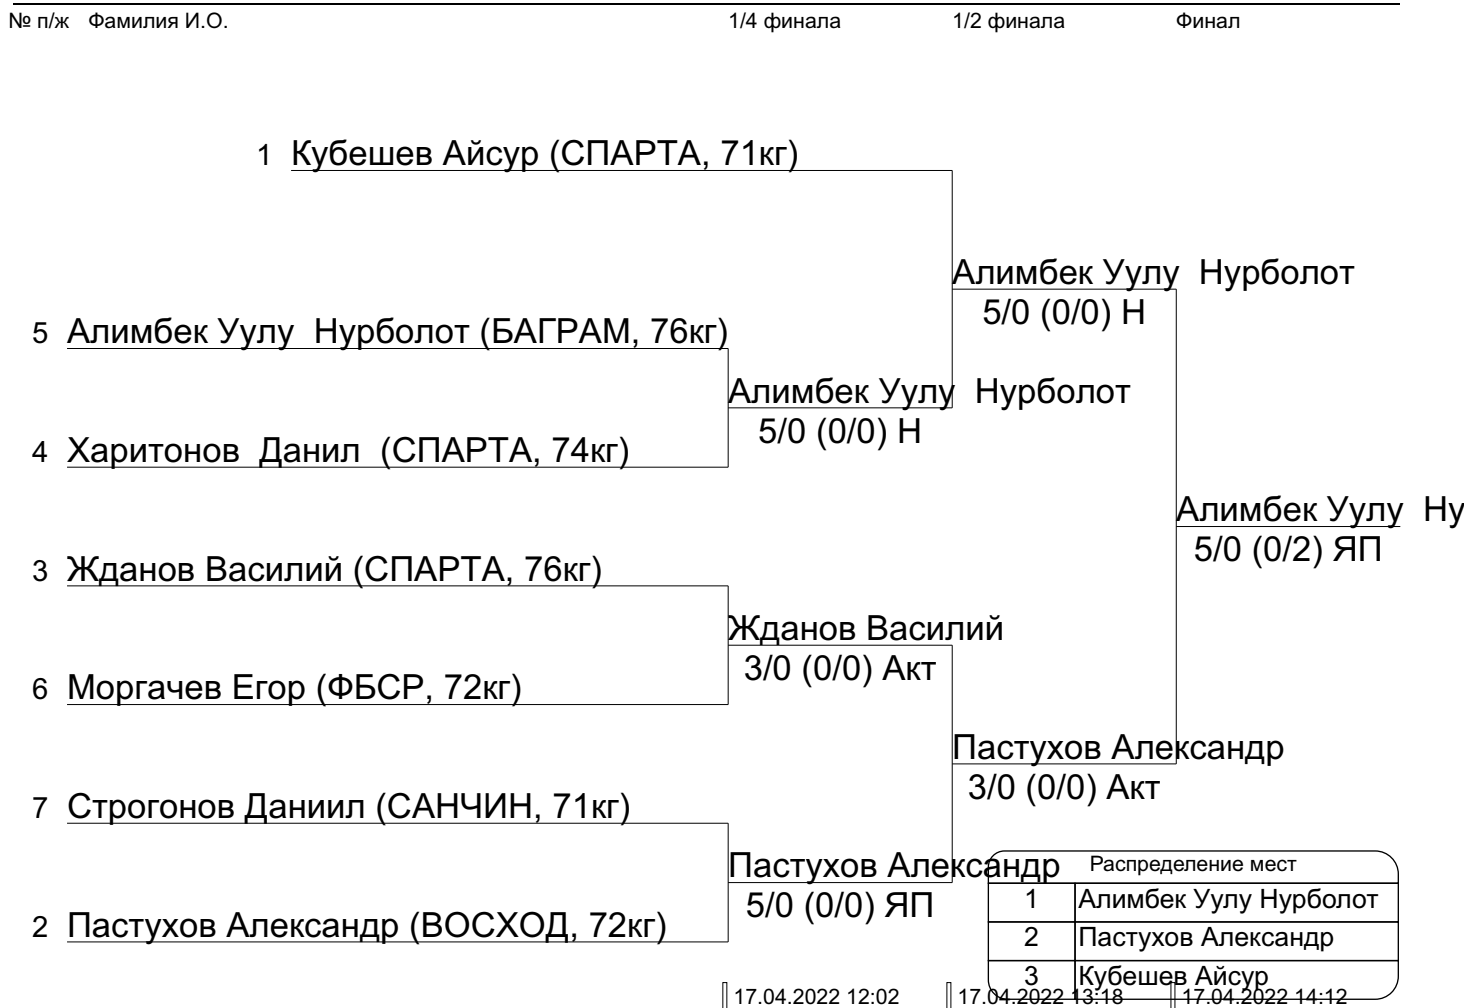 № п/ж Фамилия И.О. 1/4 финала 1/2 финала Финал
1 Кубешев Айсур (СПАРТА, 71кг)
Алимбек Уулу Нурболот
5/0 (0/0) Н
5 Алимбек Уулу Нурболот (БАГРАМ, 76кг)
Алимбек Уулу Нурболот
5/0 (0/0) Н
4 Харитонов Данил (СПАРТА, 74кг)
Алимбек Уулу Ну
5/0 (0/2) ЯП
3 Жданов Василий (СПАРТА, 76кг)
Жданов Василий
3/0 (0/0) Акт
6 Моргачев Егор (ФБСР, 72кг)
Пастухов Александр
3/0 (0/0) Акт
7 Строгонов Даниил (САНЧИН, 71кг)
Пастухов Александр
5/0 (0/0) ЯП
2 Пастухов Александр (ВОСХОД, 72кг)
Распределение мест
1 Алимбек Уулу Нурболот
2 Пастухов Александр
3 Кубешев Айсур
17.04.2022 12:02 17.04.2022 13:18 17.04.2022 14:12